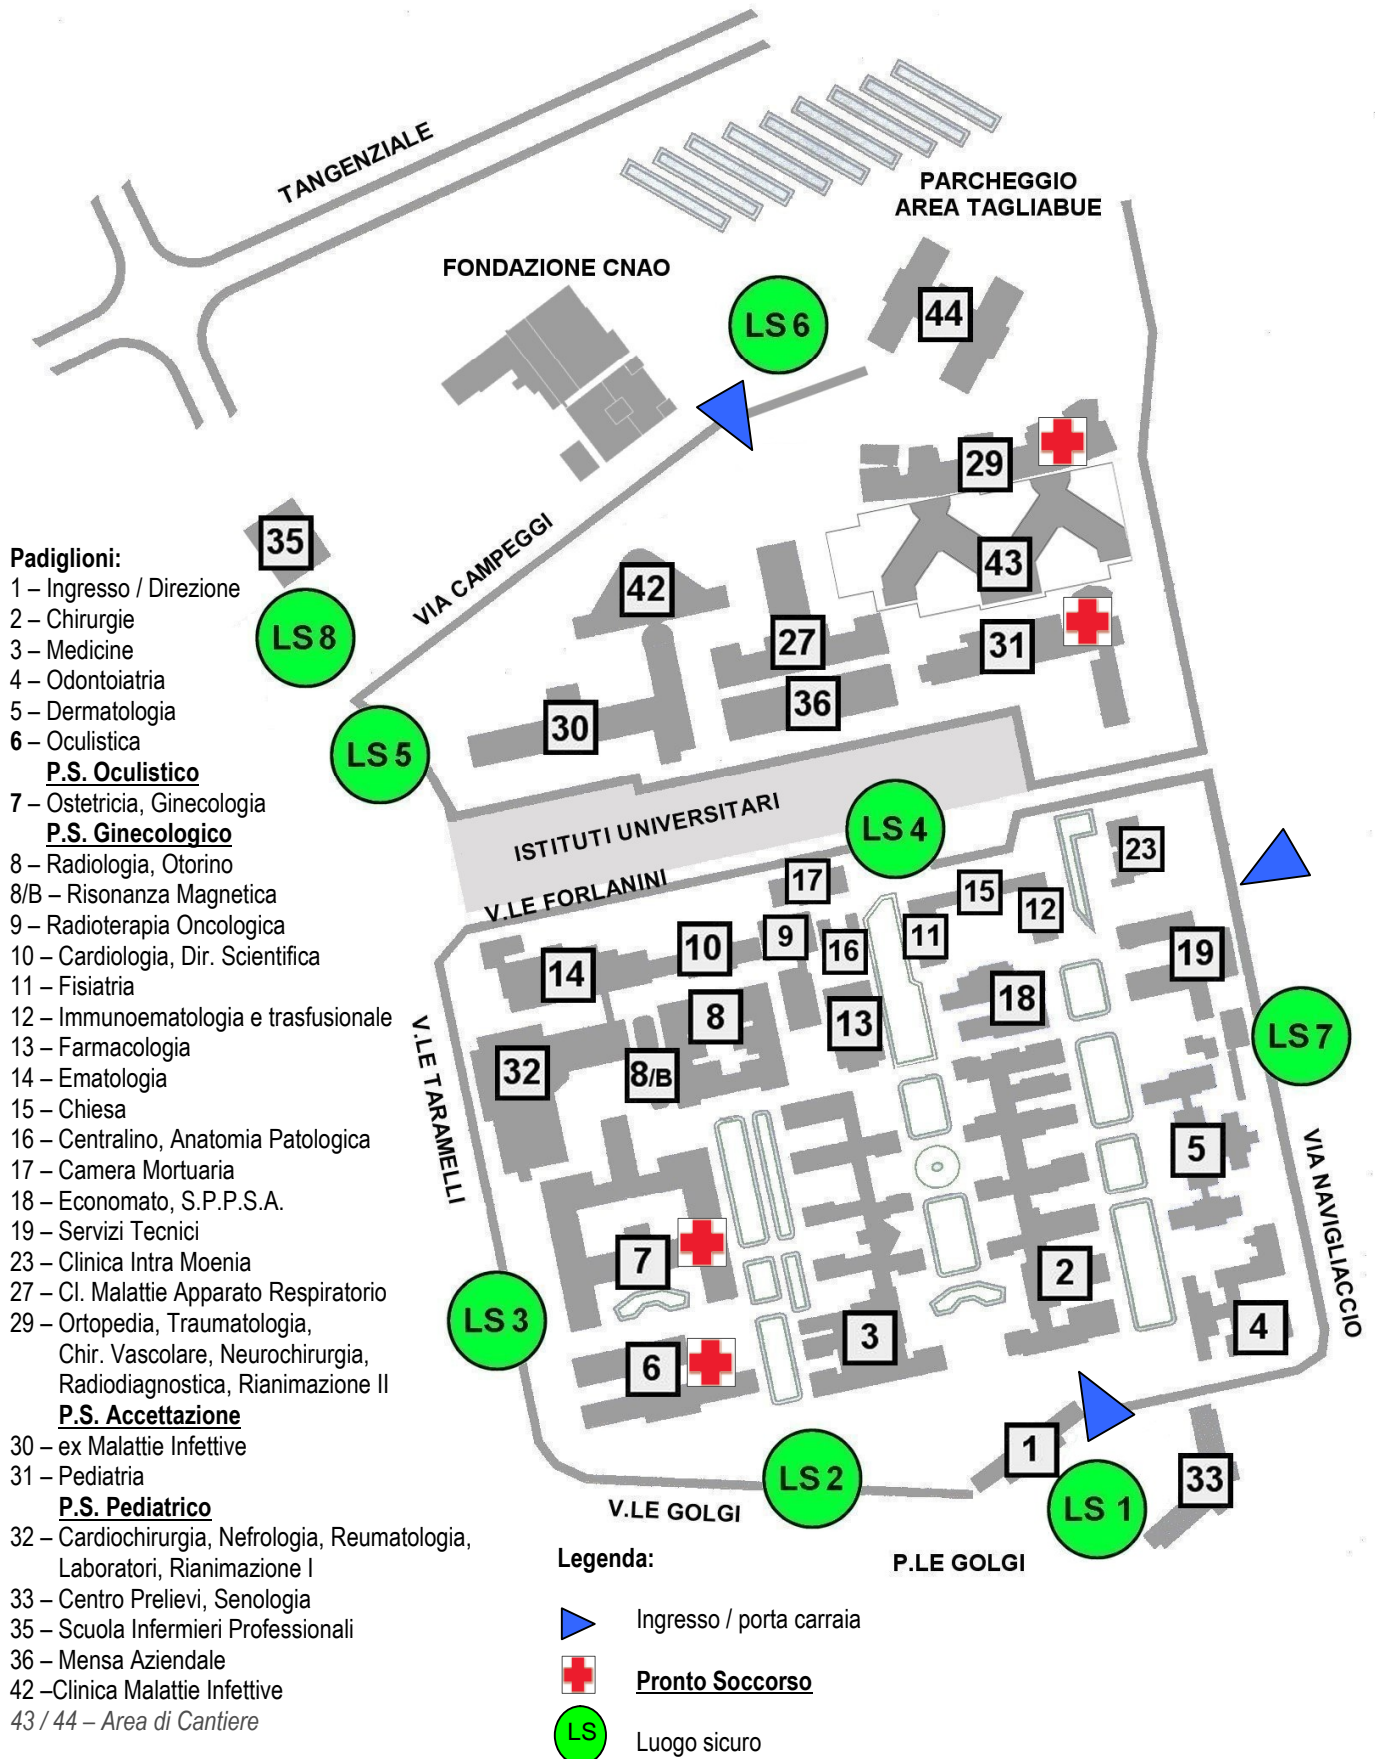 TANGENZIALE
PARCHEGGIO
AREA TAGLIABUE
FONDAZIONE CNAO
LS 6
44
29
35
VIA CAMPEGGI
43
42
LS 8
27
31
36
30
LS 5
ISTITUTI UNIVERSITARI
LS 4
V.LE FORLANINI
23
17
15
12
9
11
10
16
14
19
18
8
13
LS 7
V.LE TARAMELLI
32
8/B
5
VIA NAVIGLIACCIO
7
2
LS 3
4
3
6
1
LS 2
33
LS 1
V.LE GOLGI
P.LE GOLGI
Padiglioni:
1 – Ingresso / Direzione
2 – Chirurgie
3 – Medicine
4 – Odontoiatria
5 – Dermatologia
6 – Oculistica
P.S. Oculistico
7 – Ostetricia, Ginecologia
P.S. Ginecologico
8 – Radiologia, Otorino
8/B – Risonanza Magnetica
9 – Radioterapia Oncologica
10 – Cardiologia, Dir. Scientifica
11 – Fisiatria
12 – Immunoematologia e trasfusionale
13 – Farmacologia
14 – Ematologia
15 – Chiesa
16 – Centralino, Anatomia Patologica
17 – Camera Mortuaria
18 – Economato, S.P.P.S.A.
19 – Servizi Tecnici
23 – Clinica Intra Moenia
27 – Cl. Malattie Apparato Respiratorio
29 – Ortopedia, Traumatologia,
Chir. Vascolare, Neurochirurgia,
Radiodiagnostica, Rianimazione II
P.S. Accettazione
30 – ex Malattie Infettive
31 – Pediatria
P.S. Pediatrico
32 – Cardiochirurgia, Nefrologia, Reumatologia,
Laboratori, Rianimazione I
33 – Centro Prelievi, Senologia
35 – Scuola Infermieri Professionali
36 – Mensa Aziendale
42 –Clinica Malattie Infettive
43 / 44 – Area di Cantiere
Legenda:
Ingresso / porta carraia
Pronto Soccorso
LS
Luogo sicuro